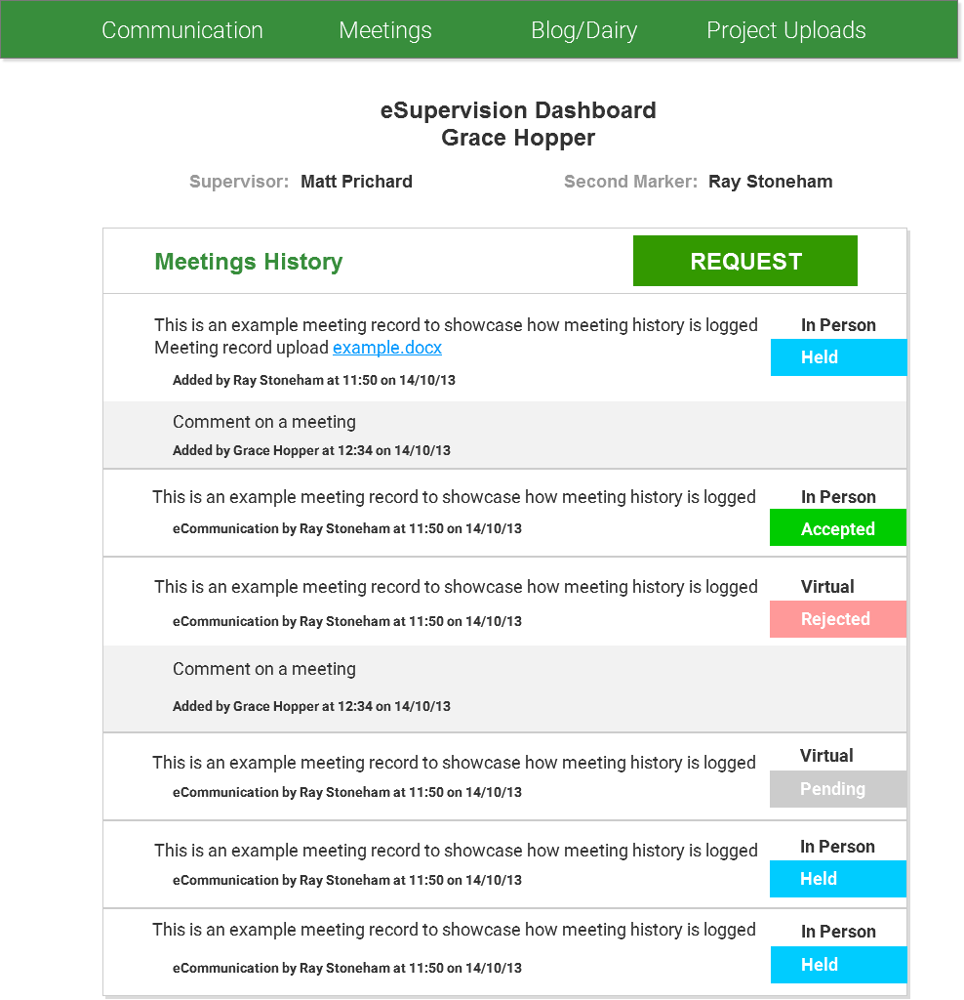 Communication Meetings Blog/Dairy Project Uploads
eSupervision Dashboard
Grace Hopper
Supervisor: Matt Prichard Second Marker: Ray Stoneham
Meetings History REQUEST
This is an example meeting record to showcase how meeting history is logged In Person
Meeting record upload example.docx Held
Added by Ray Stoneham at 11:50 on 14/10/13
Comment on a meeting
Added by Grace Hopper at 12:34 on 14/10/13
This is an example meeting record to showcase how meeting history is logged In Person
eCommunication by Ray Stoneham at 11:50 on 14/10/13 Accepted
This is an example meeting record to showcase how meeting history is logged Virtual
eCommunication by Ray Stoneham at 11:50 on 14/10/13 Rejected
Comment on a meeting
Added by Grace Hopper at 12:34 on 14/10/13
This is an example meeting record to showcase how meeting history is logged Virtual
eCommunication by Ray Stoneham at 11:50 on 14/10/13 Pending
This is an example meeting record to showcase how meeting history is logged In Person
eCommunication by Ray Stoneham at 11:50 on 14/10/13 Held
This is an example meeting record to showcase how meeting history is logged In Person
eCommunication by Ray Stoneham at 11:50 on 14/10/13 Held